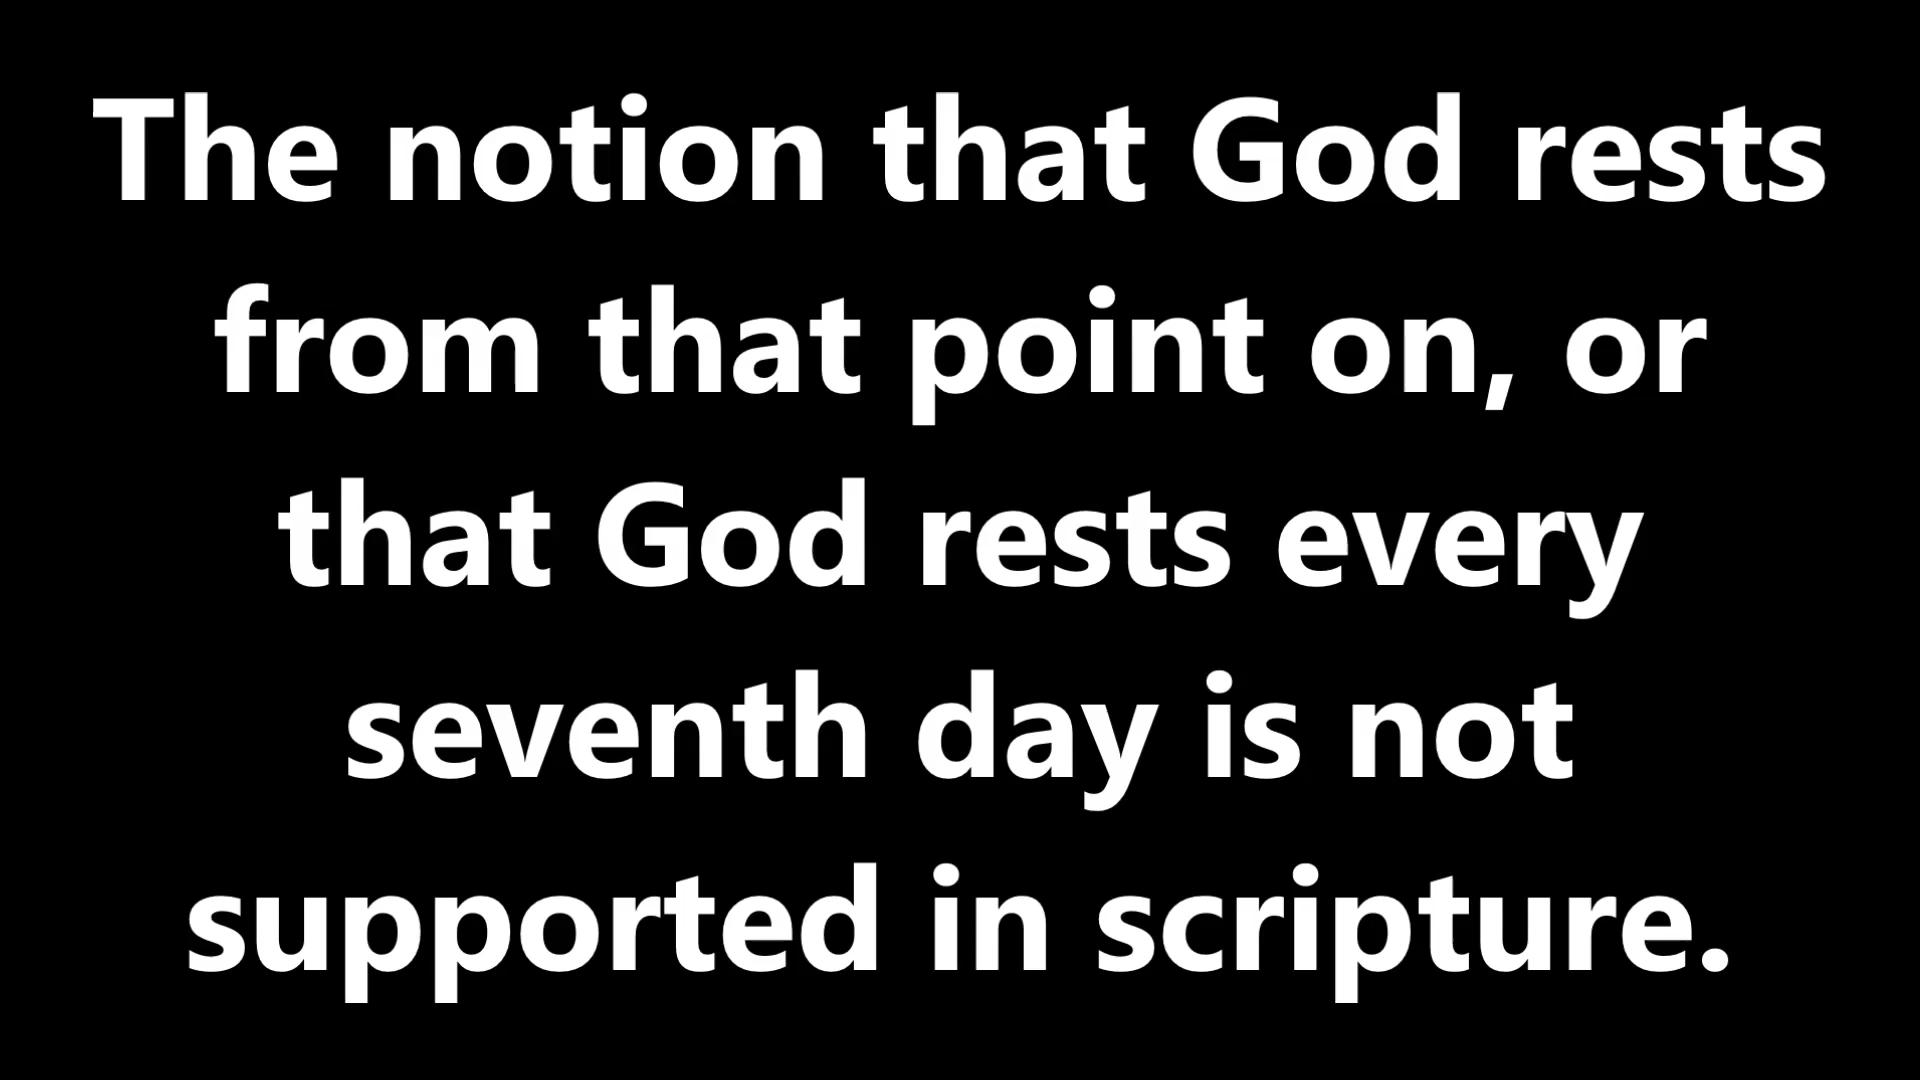 The notion that God rests
from that point on, or
that God rests every
seventh day is not
supported in scripture.